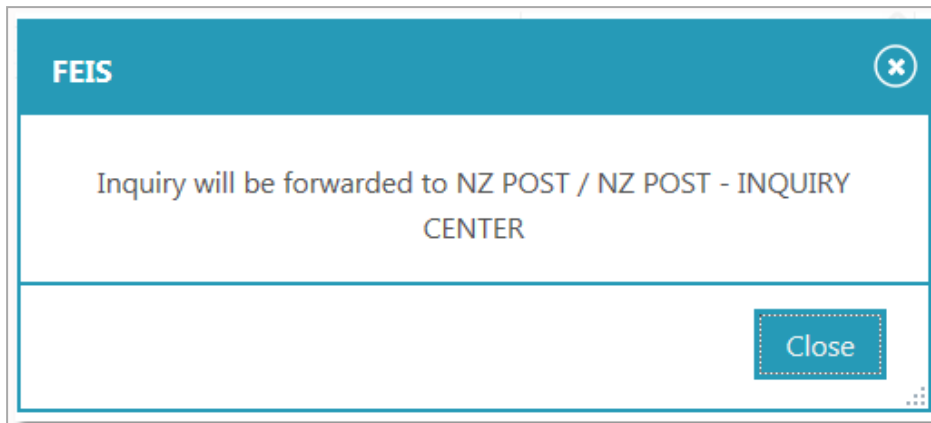 FEIS
Inquiry will be forwarded to NZ POST / NZ POST - INQUIRY
CENTER
Close